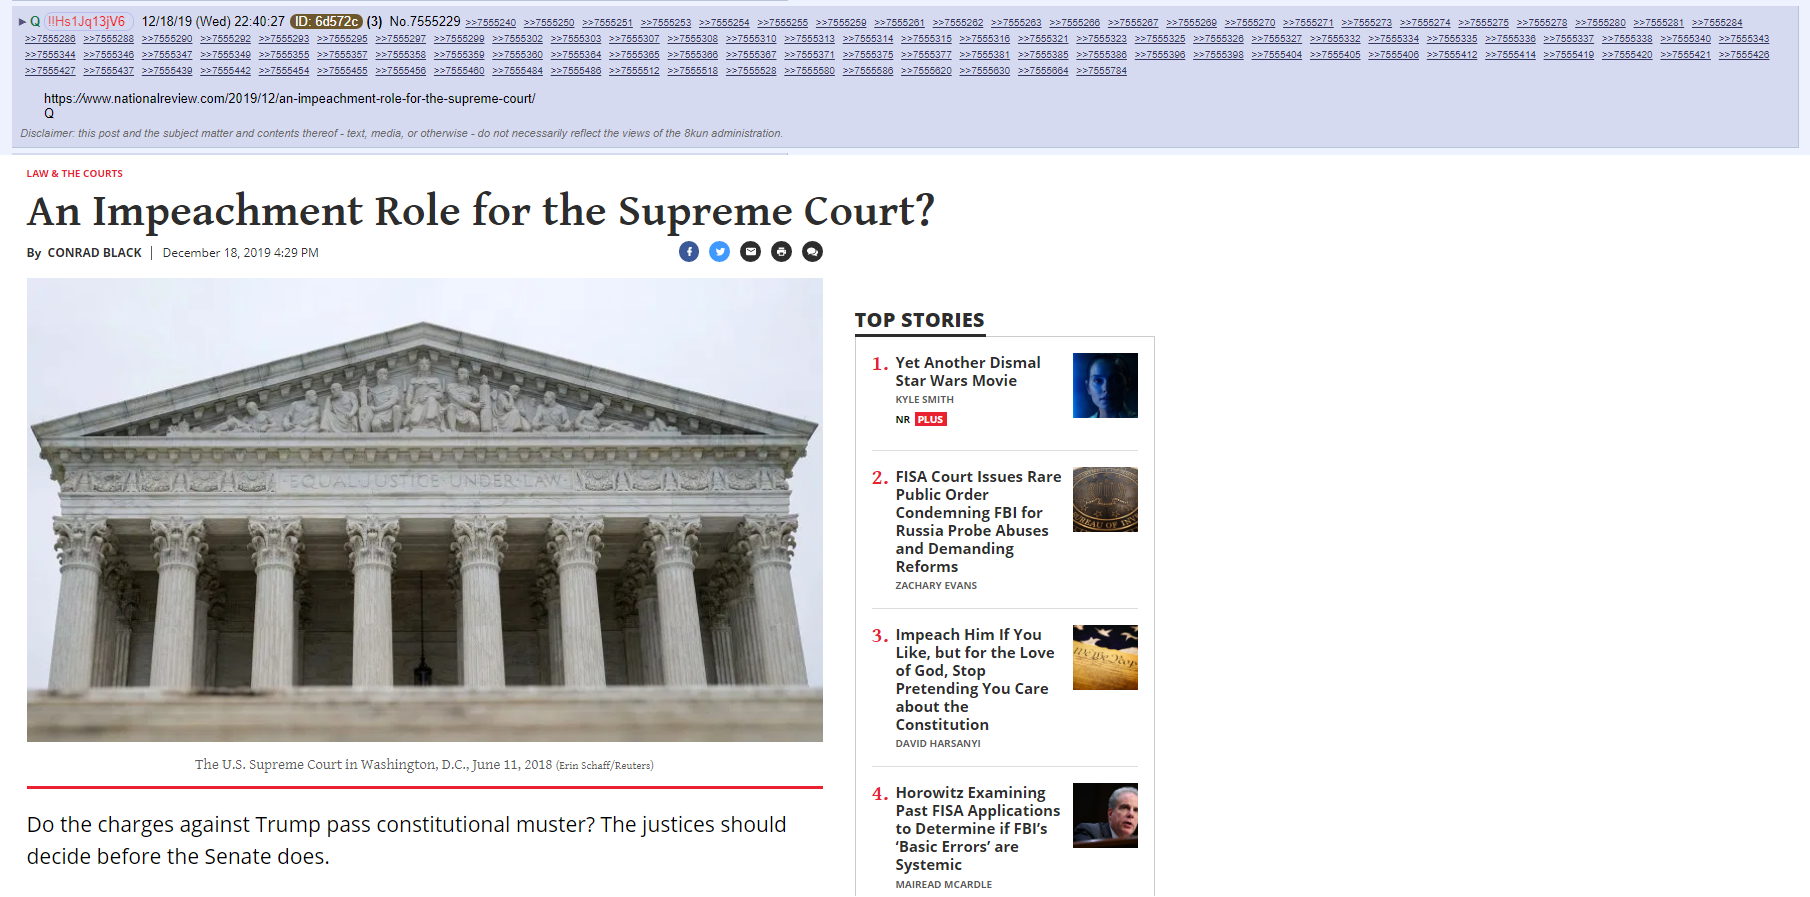 ▶ Q !!Hs1Jq13jV6 12/18/19 (Wed) 22:40:27 ID: 6d572c (3) No.7555229 >>7555240 >>7555250 >>7555251 >>7555253 >>7555254 >>7555255 >>7555259 >>7555261 >>7555262 >>7555263 >>7555266 >>7555267 >>7555269 >>7555270 >>7555271 >>7555273 >>7555274 >>7555275 >>7555278 >>7555280 >>7555281 >>7555284
>>7555286 >>7555288 >>7555290 >>7555292 >>7555293 >>7555295 >>7555297 >>7555299 >>7555302 >>7555303 >>7555307 >>7555308 >>7555310 >>7555313 >>7555314 >>7555315 >>7555316 >>7555321 >>7555323 >>7555325 >>7555326 >>7555327 >>7555332 >>7555334 >>7555335 >>7555336 >>7555337 >>7555338 >>7555340 >>7555343
>>7555344 >>7555346 >>7555347 >>7555349 >>7555355 >>7555357 >>7555358 >>7555359 >>7555360 >>7555364 >>7555365 >>7555366 >>7555367 >>7555371 >>7555375 >>7555377 >>7555381 >>7555385 >>7555386 >>7555396 >>7555398 >>7555404 >>7555405 >>7555406 >>7555412 >>7555414 >>7555419 >>7555420 >>7555421 >>7555426
>>7555427 >>7555437 >>7555439 >>7555442 >>7555454 >>7555455 >>7555456 >>7555460 >>7555484 >>7555486 >>7555512 >>7555518 >>7555528 >>7555580 >>7555586 >>7555620 >>7555630 >>7555664 >>7555784
https://www.nationalreview.com/2019/12/an-impeachment-role-for-the-supreme-court/
Q
Disclaimer: this post and the subject matter and contents thereof - text, media, or otherwise - do not necessarily reflect the views of the 8kun administration.
LAW & THE COURTS
An Impeachment Role for the Supreme Court?
By CONRAD BLACK | December 18, 2019 4:29 PM
EQUAL JUSTICE UNDER LAW
The U.S. Supreme Court in Washington, D.C., June 11, 2018 (Erin Schaff/Reuters)
Do the charges against Trump pass constitutional muster? The justices should
decide before the Senate does.
TOP STORIES
1. Yet Another Dismal
Star Wars Movie
KYLE SMITH
NR PLUS
2. FISA Court Issues Rare
Public Order
Condemning FBI for
Russia Probe Abuses
and Demanding
Reforms
ZACHARY EVANS
3. Impeach Him If You
Like, but for the Love
of God, Stop
Pretending You Care
about the
Constitution
DAVID HARSANYI
4. Horowitz Examining
Past FISA Applications
to Determine if FBI's
'Basic Errors' are
Systemic
MAIREAD MCARDLE